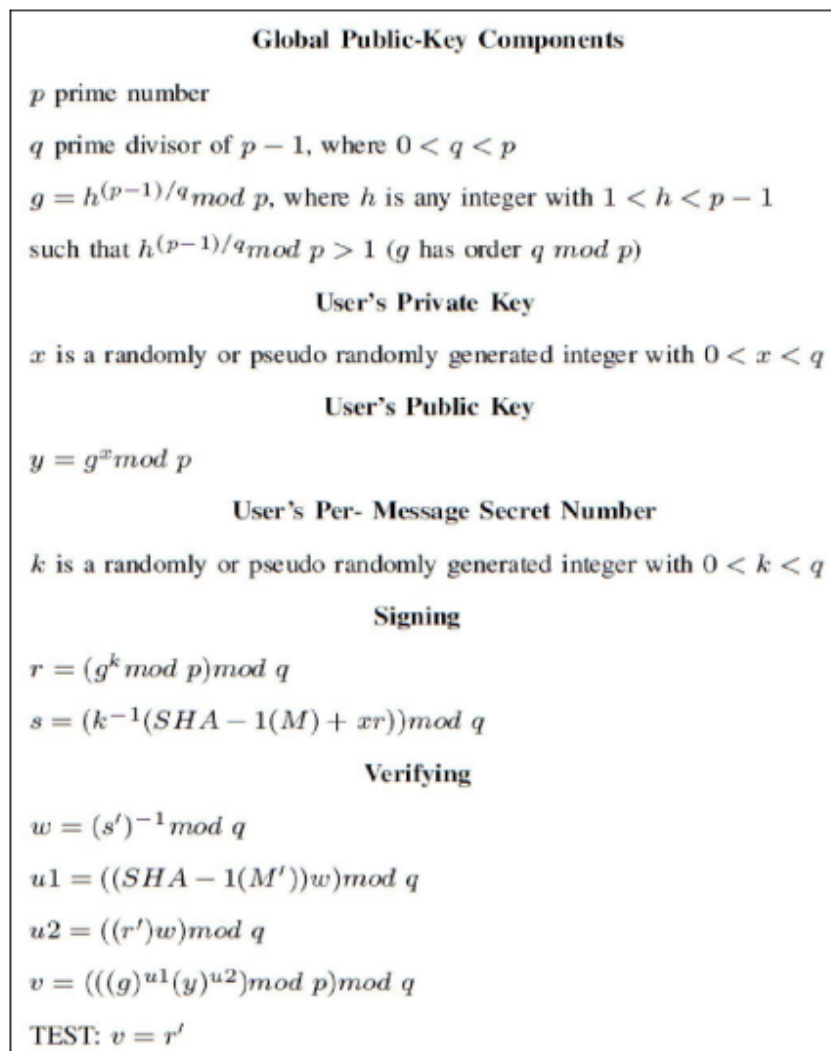 Global Public-Key Components
p prime number
q prime divisor of p − 1, where 0 < q < p
g = h^{(p−1)/q} mod p, where h is any integer with 1 < h < p − 1
such that h^{(p−1)/q} mod p > 1 (g has order q mod p)
User's Private Key
x is a randomly or pseudo randomly generated integer with 0 < x < q
User's Public Key
y = g^x mod p
User's Per- Message Secret Number
k is a randomly or pseudo randomly generated integer with 0 < k < q
Signing
r = (g^k mod p)mod q
s = (k^{−1}(SHA − 1(M) + xr))mod q
Verifying
w = (s′)^{−1} mod q
u1 = ((SHA − 1(M′))w)mod q
u2 = ((r′)w)mod q
v = (((g)^{u1}(y)^{u2})mod p)mod q
TEST: v = r′